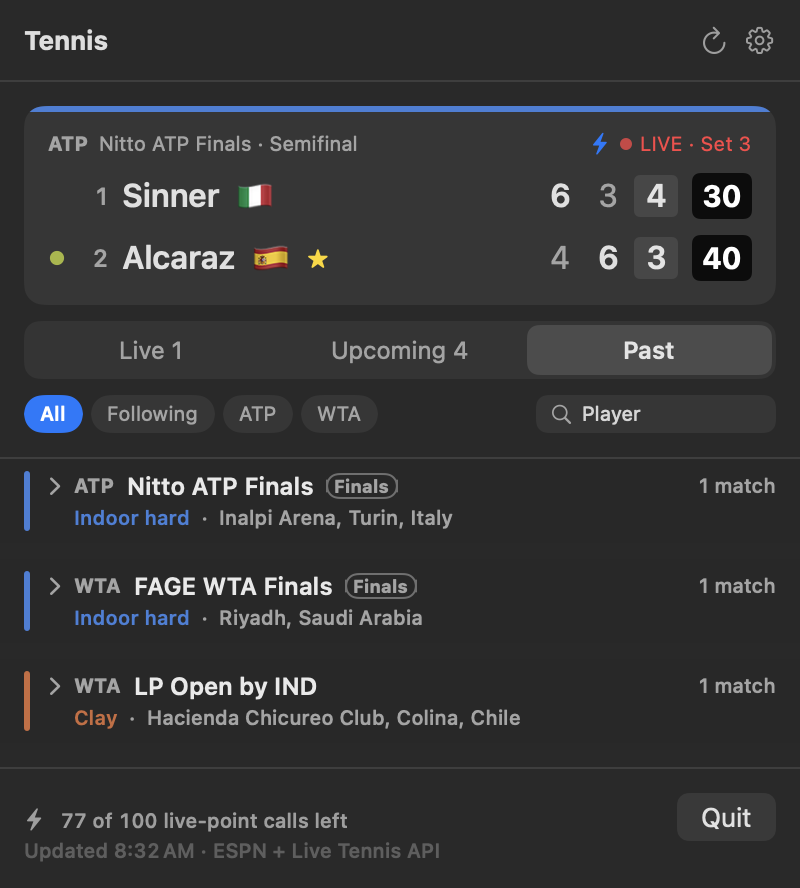 Tennis
ATP Nitto ATP Finals · Semifinal LIVE · Set 3
1 Sinner 6 3 4 30
2 Alcaraz 4 6 3 40
Live 1 Upcoming 4 Past
All Following ATP WTA Player
ATP Nitto ATP Finals Finals 1 match
Indoor hard · Inalpi Arena, Turin, Italy
WTA FAGE WTA Finals Finals 1 match
Indoor hard · Riyadh, Saudi Arabia
WTA LP Open by IND 1 match
Clay · Hacienda Chicureo Club, Colina, Chile
77 of 100 live-point calls left Quit
Updated 8:32 AM · ESPN + Live Tennis API